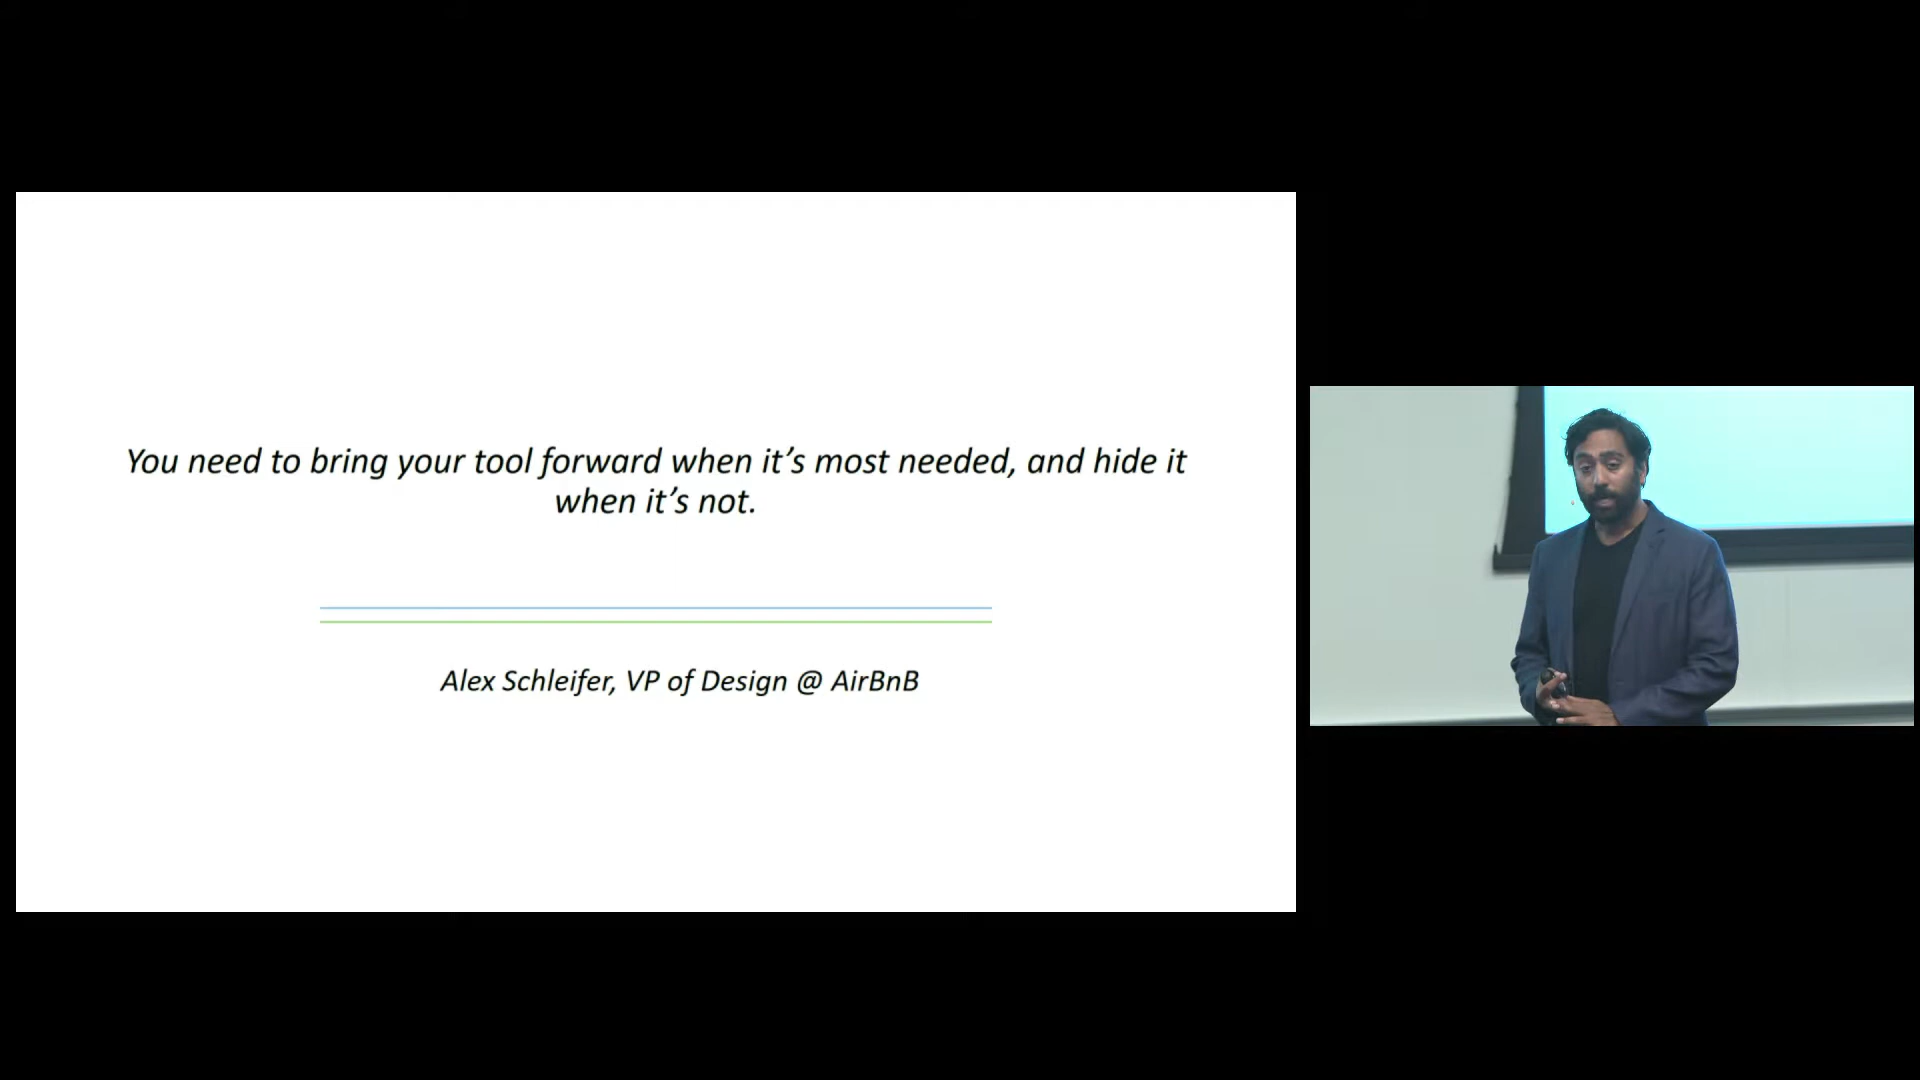 You need to bring your tool forward when it’s most needed, and hide it
when it’s not.
Alex Schleifer, VP of Design @ AirBnB